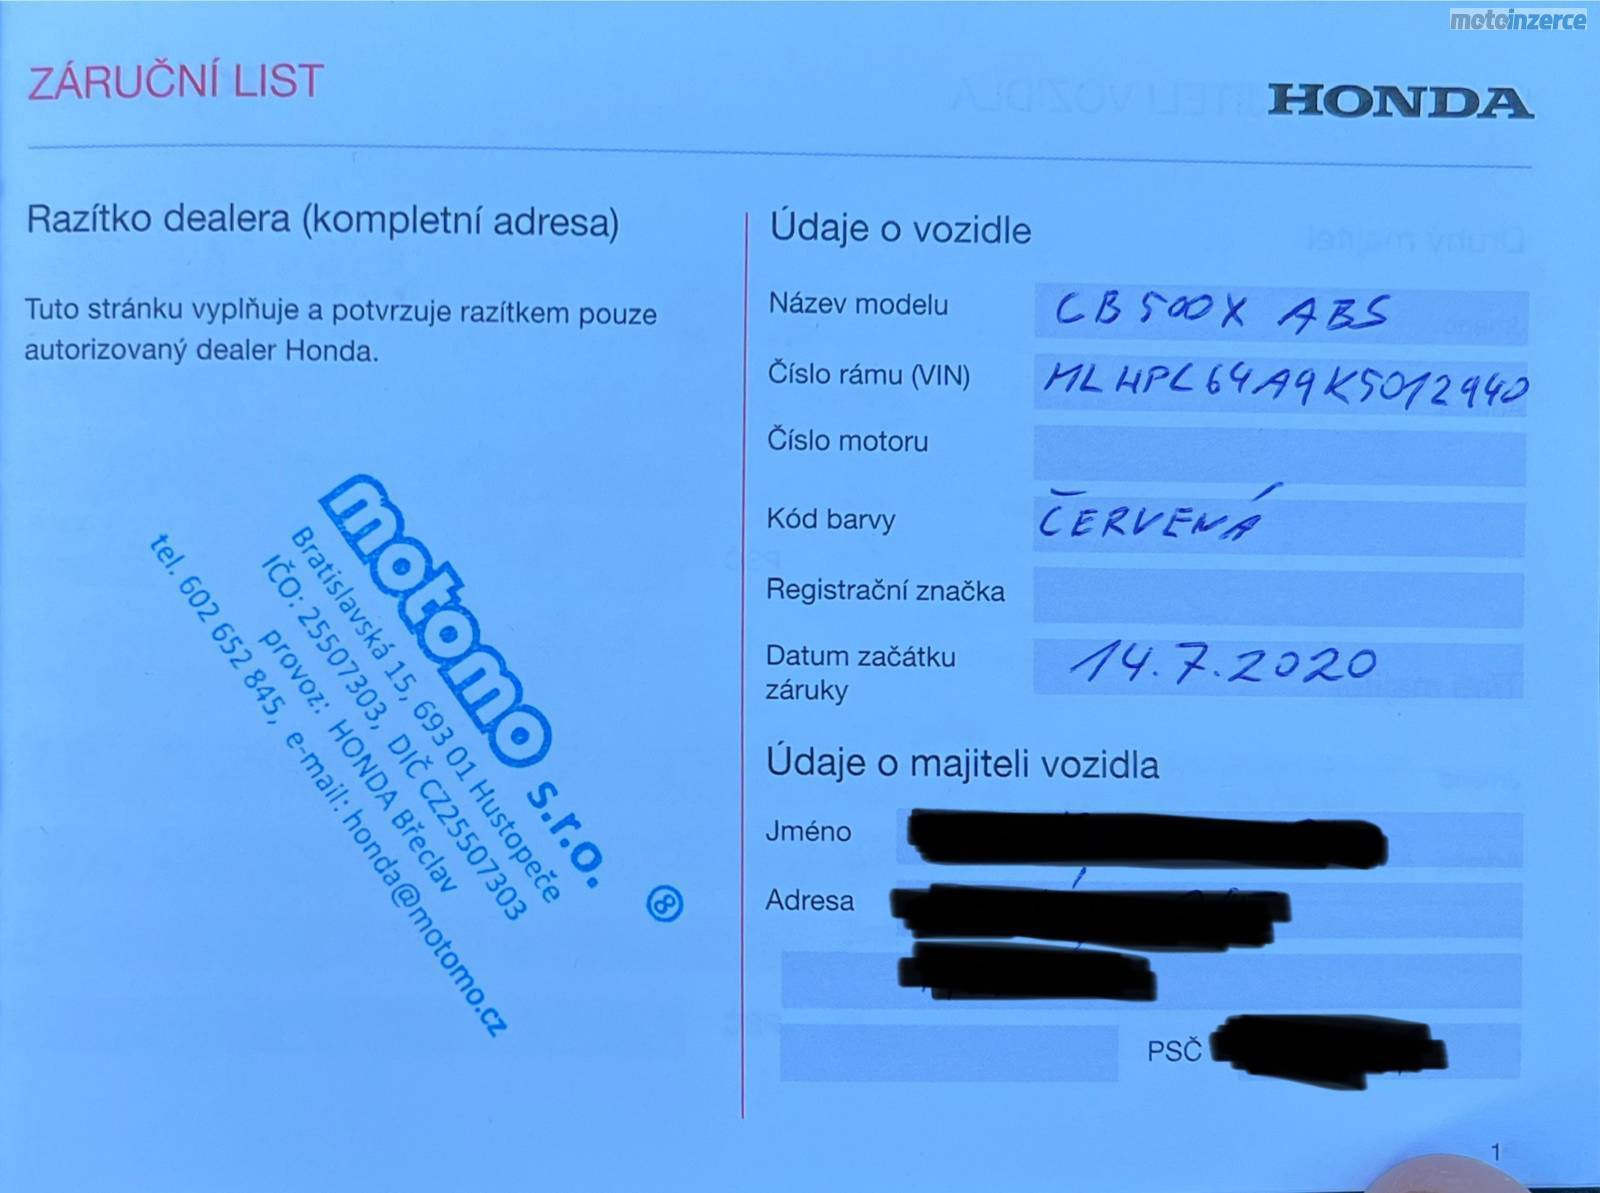 motoinzerce
ZÁRUČNÍ LIST
HONDA
Razítko dealera (kompletní adresa)
Tuto stránku vyplňuje a potvrzuje razítkem pouze
autorizovaný dealer Honda.
motomo s.r.o.
Bratislavská 15, 693 01 Hustopeče
IČO: 25507303, DIČ CZ25507303
provoz: HONDA Břeclav
tel. 602 652 845, e-mail: honda@motomo.cz
8
Údaje o vozidle
Název modelu CB500X ABS
Číslo rámu (VIN) MLHPC64A9K5012940
Číslo motoru
Kód barvy ČERVENÁ
Registrační značka
Datum začátku
záruky 14.7.2020
Údaje o majiteli vozidla
Jméno
Adresa
PSČ
1